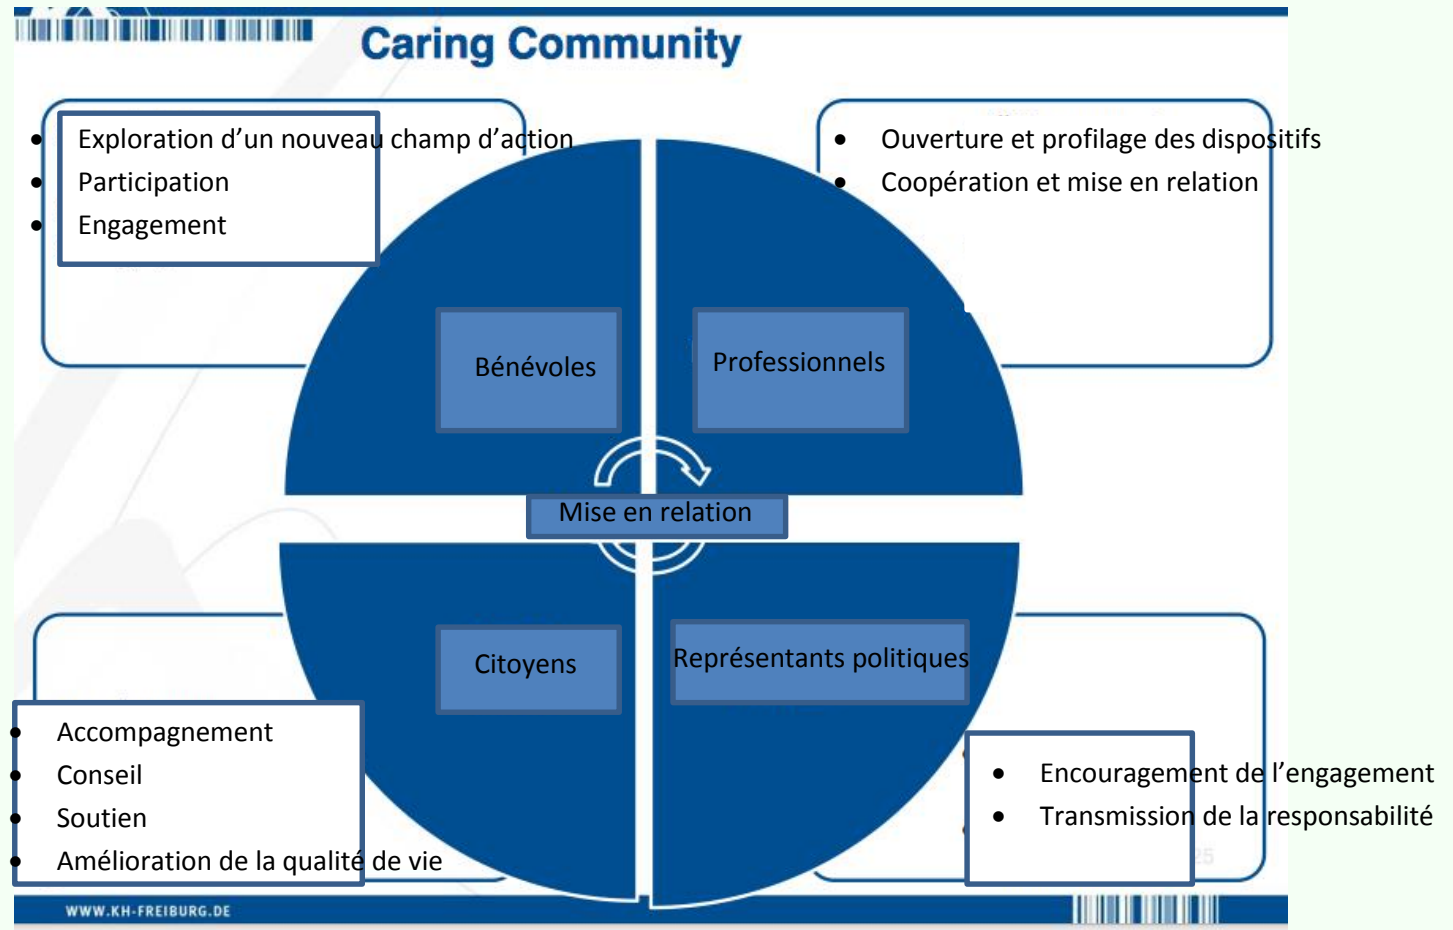 Caring Community
• Exploration d’un nouveau champ d’action
• Participation
• Engagement
• Ouverture et profilage des dispositifs
• Coopération et mise en relation
Bénévoles
Professionnels
Mise en relation
Citoyens
Représentants politiques
• Accompagnement
• Conseil
• Soutien
• Amélioration de la qualité de vie
• Encouragement de l’engagement
• Transmission de la responsabilité
25
WWW.KH-FREIBURG.DE